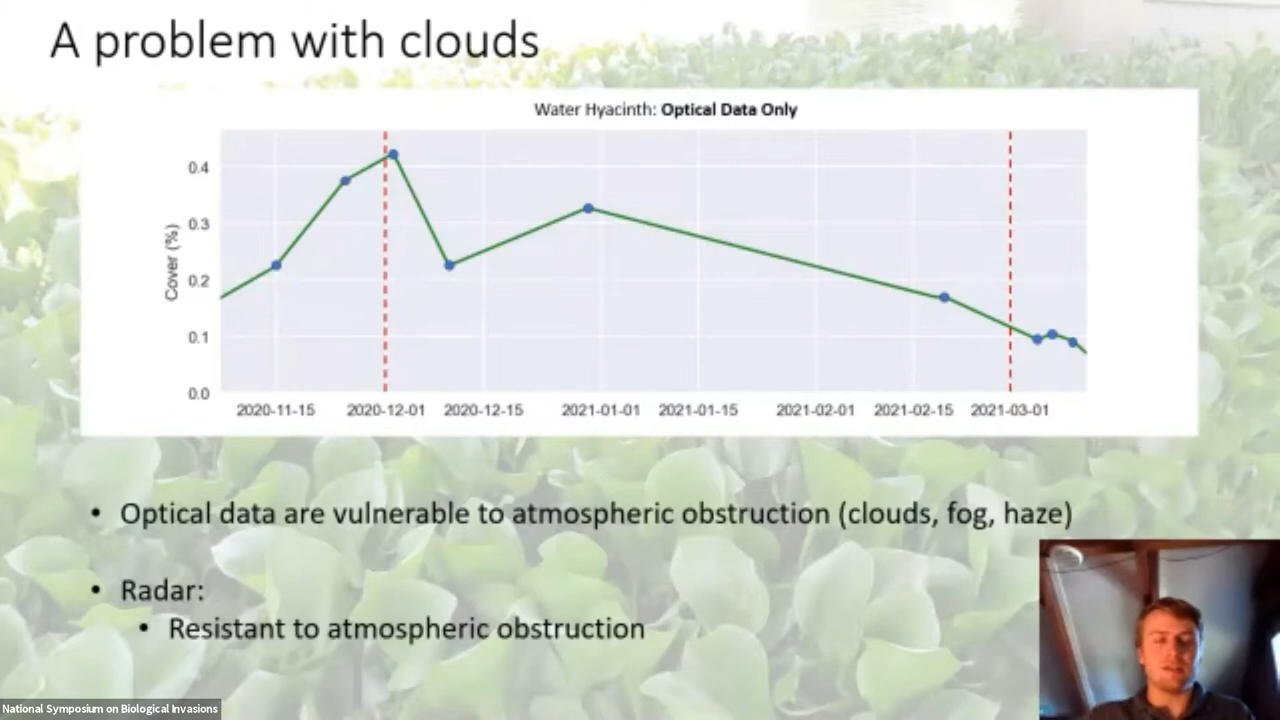 A problem with clouds
Water Hyacinth: Optical Data Only
Cover (%)
0.4
0.3
0.2
0.1
0.0
2020-11-15 2020-12-01 2020-12-15 2021-01-01 2021-01-15 2021-02-01 2021-02-15 2021-03-01
• Optical data are vulnerable to atmospheric obstruction (clouds, fog, haze)
• Radar:
• Resistant to atmospheric obstruction
National Symposium on Biological Invasions